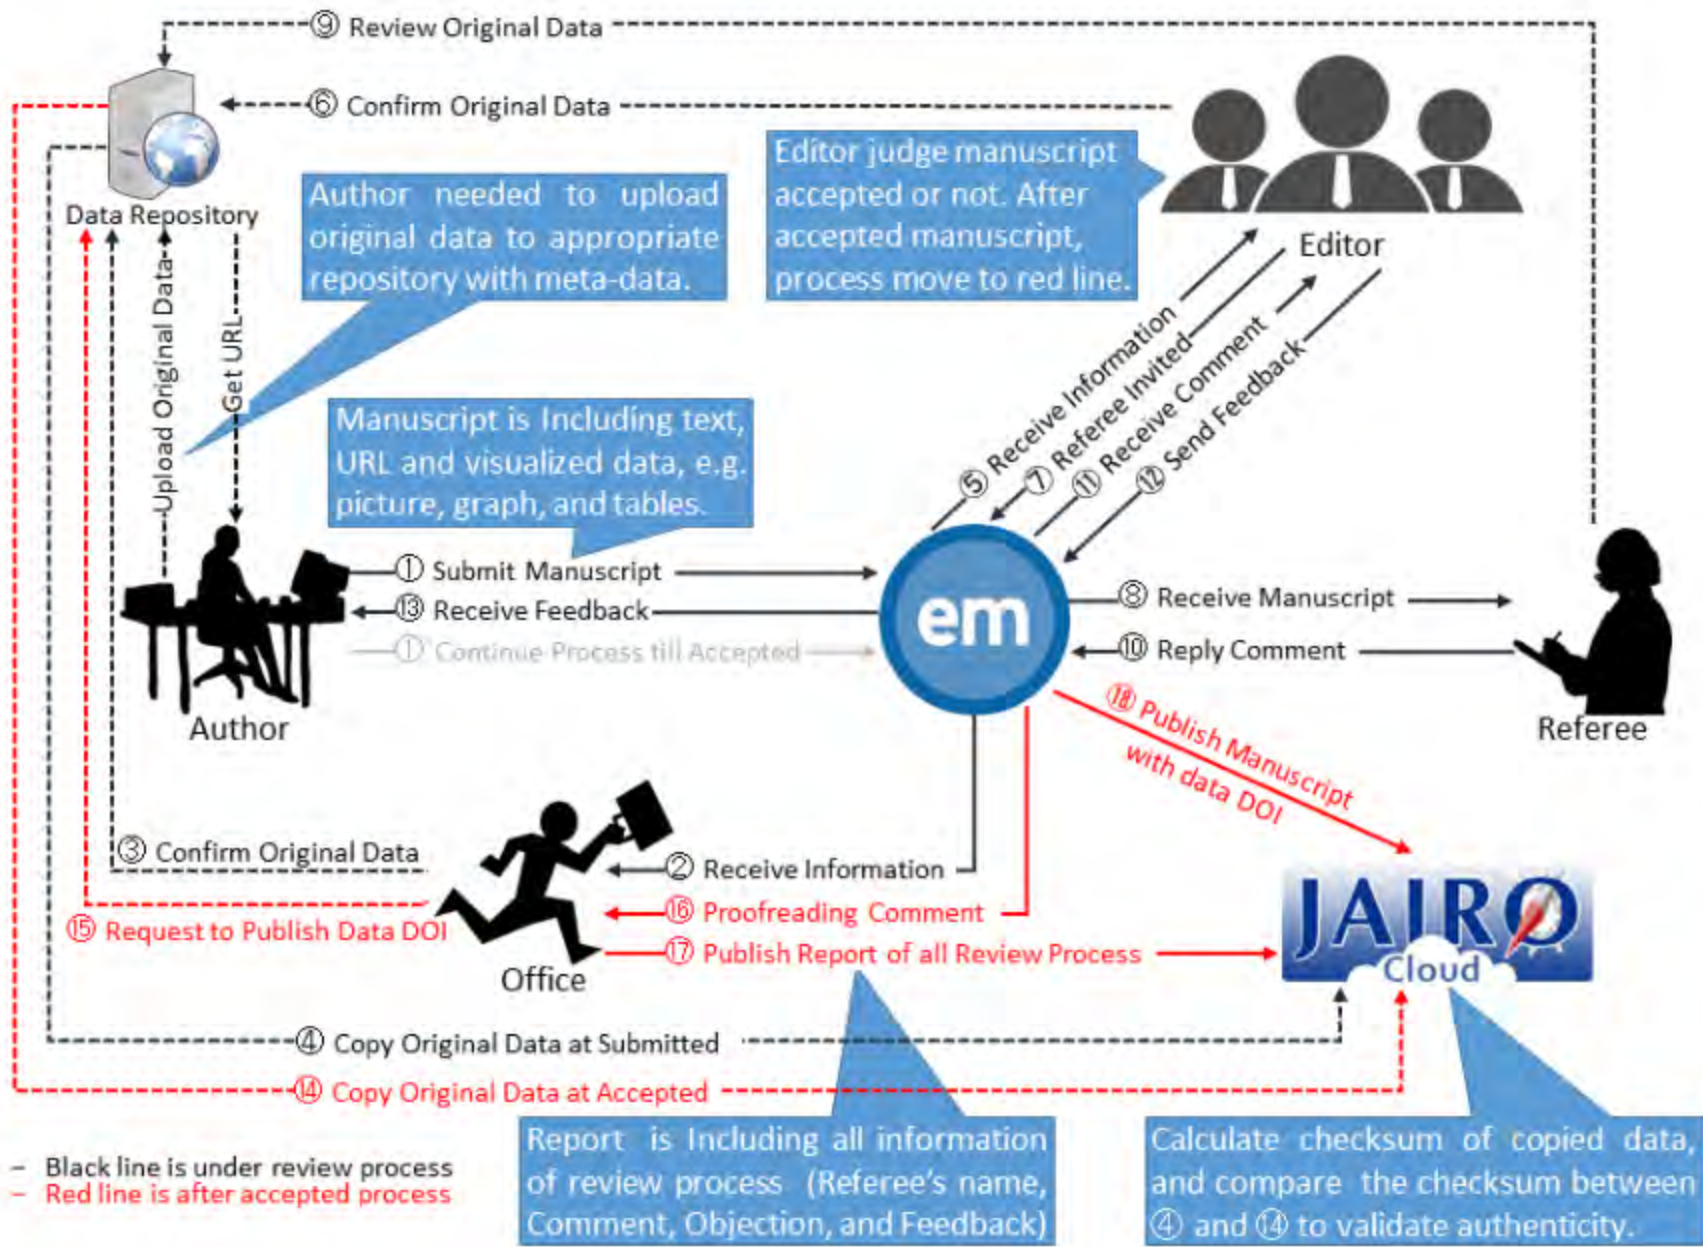 ⑨ Review Original Data
⑥ Confirm Original Data
Data Repository
Author needed to upload
original data to appropriate
repository with meta-data.
Editor judge manuscript
accepted or not. After
accepted manuscript,
process move to red line.
Editor
Upload Original Data
Get URL
Manuscript is Including text,
URL and visualized data, e.g.
picture, graph, and tables.
⑤ Receive Information
⑦ Referee Invited
⑪ Receive Comment
⑫ Send Feedback
① Submit Manuscript
⑬ Receive Feedback
①' Continue Process till Accepted
em
⑧ Receive Manuscript
⑩ Reply Comment
Author
Referee
⑱ Publish Manuscript
with data DOI
③ Confirm Original Data
② Receive Information
⑯ Proofreading Comment
⑮ Request to Publish Data DOI
⑰ Publish Report of all Review Process
Office
JAIRO
Cloud
④ Copy Original Data at Submitted
⑭ Copy Original Data at Accepted
– Black line is under review process
– Red line is after accepted process
Report is Including all information
of review process (Referee's name,
Comment, Objection, and Feedback)
Calculate checksum of copied data,
and compare the checksum between
④ and ⑭ to validate authenticity.